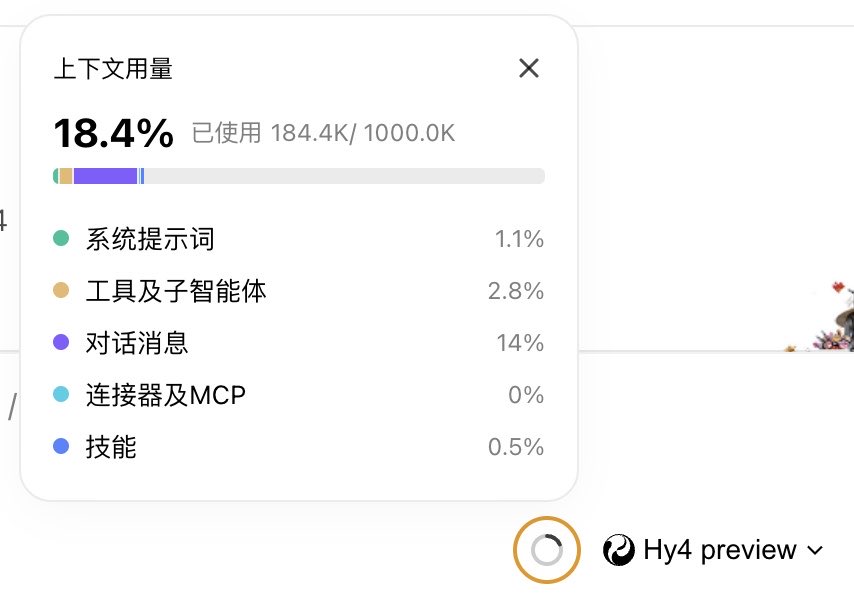 上下文用量
18.4% 已使用 184.4K/ 1000.0K
4
系统提示词 1.1%
工具及子智能体 2.8%
对话消息 14%
/
连接器及MCP 0%
技能 0.5%
Hy4 preview